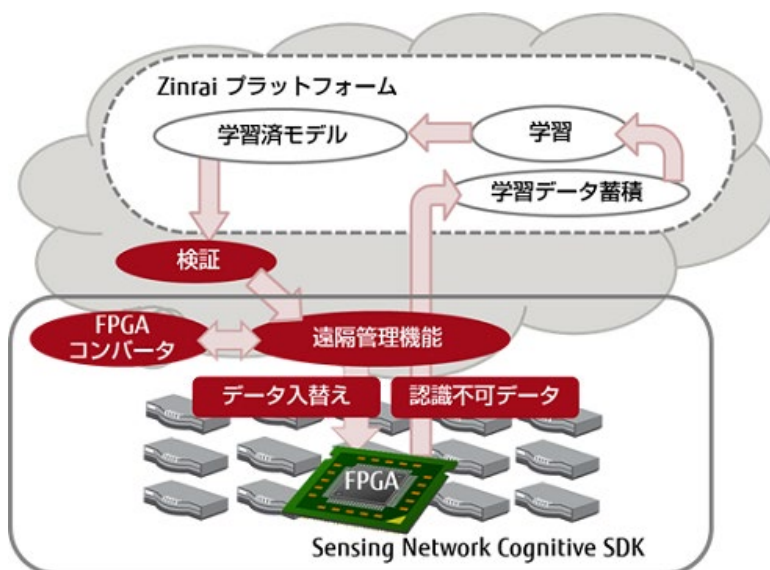 Zinrai プラットフォーム
学習済モデル
学習
学習データ蓄積
検証
FPGA
コンバータ
遠隔管理機能
データ入替え
認識不可データ
FPGA
Sensing Network Cognitive SDK